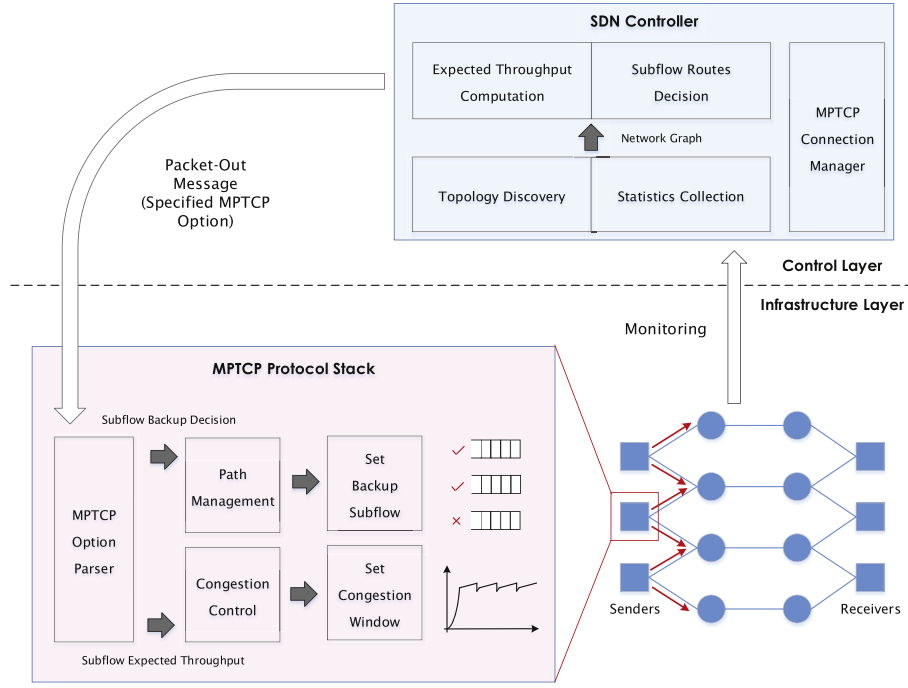 SDN Controller
Expected Throughput
Computation
Subflow Routes
Decision
MPTCP
Connection
Manager
Network Graph
Topology Discovery
Statistics Collection
Packet-Out
Message
(Specified MPTCP
Option)
Control Layer
Infrastructure Layer
Monitoring
MPTCP Protocol Stack
Subflow Backup Decision
MPTCP
Option
Parser
Path
Management
Set
Backup
Subflow
Congestion
Control
Set
Congestion
Window
Subflow Expected Throughput
Senders
Receivers